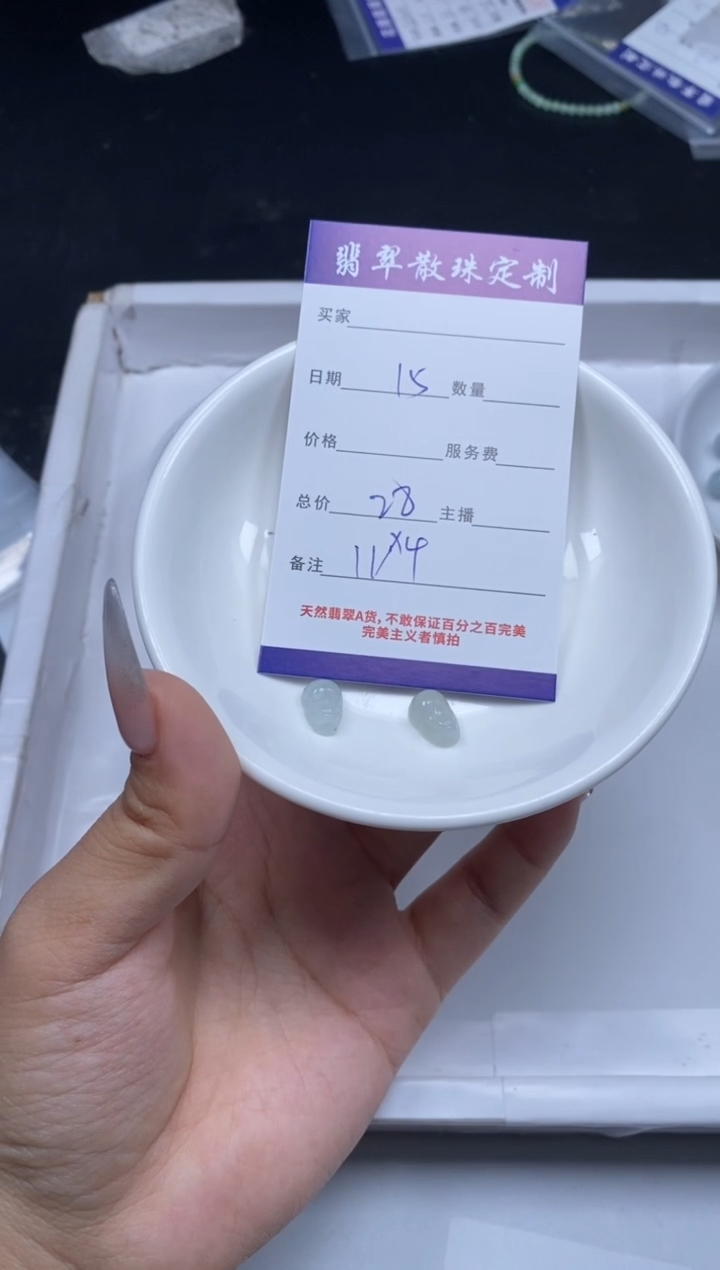 翡翠散珠定制
买家
日期 15 数量
价格 服务费
总价 28 主播
备注 11×4
天然翡翠A货,不敢保证百分之百完美
完美主义者慎拍